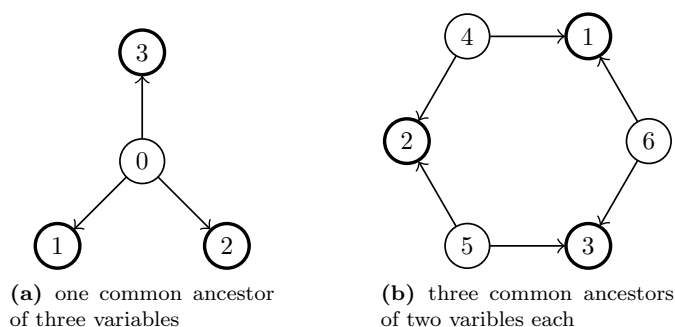 3
0
1
2
4
1
2
6
5
3
(a) one common ancestor
of three variables
(b) three common ancestors
of two varibles each